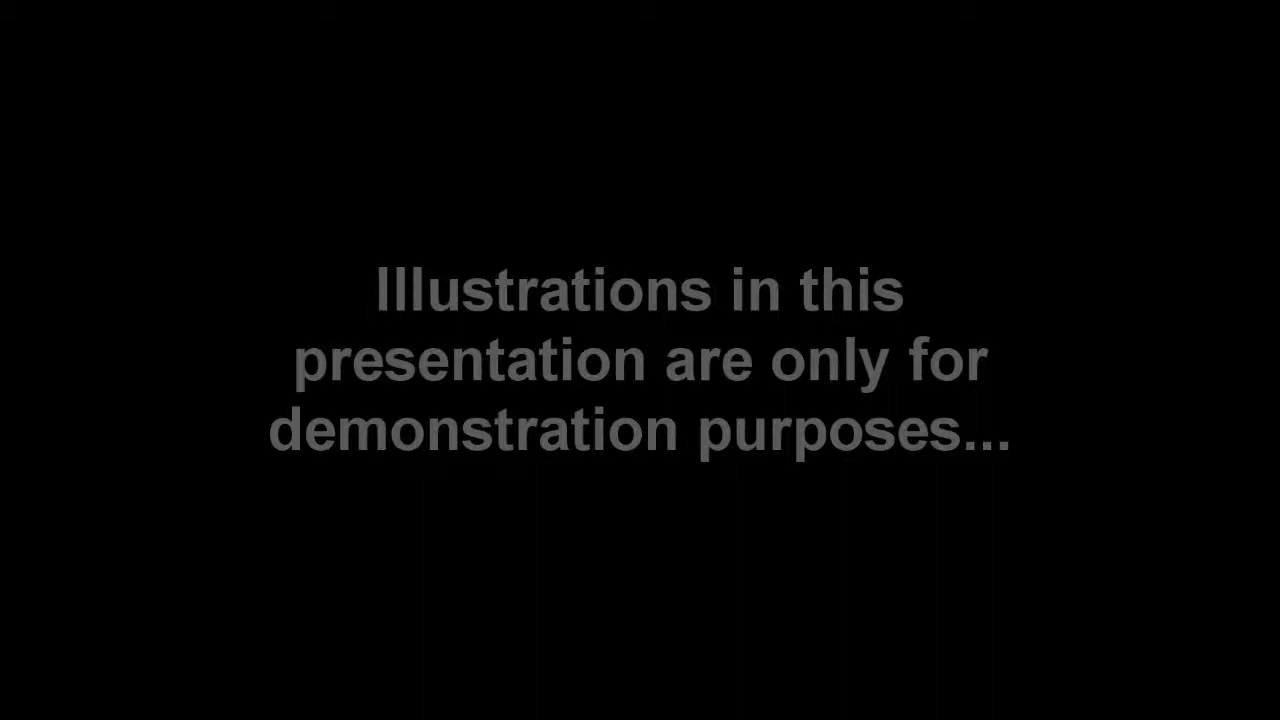 Illustrations in this
presentation are only for
demonstration purposes...